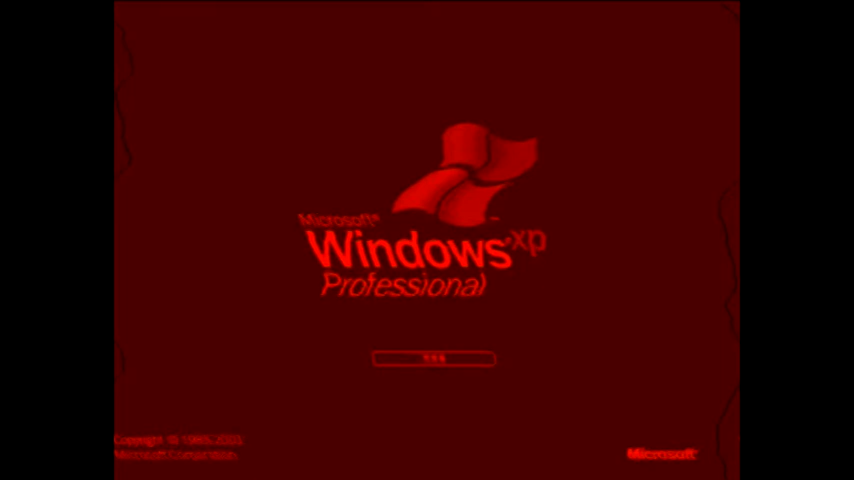 Microsoft®
Windows xp
Professional
Copyright © 1985-2001
Microsoft Corporation
Microsoft